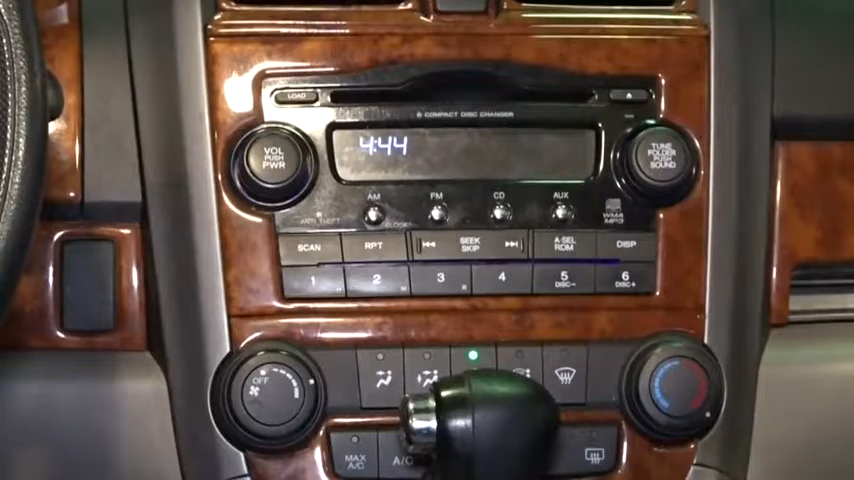 LOAD
6 COMPACT DISC CHANGER
4:44
VOL
PUSH
PWR
TUNE
FOLDER
PUSH
SOUND
AM FM CD AUX
ANTI-THEFT
CLOCK
WMA
MP3
SCAN RPT SEEK
SKIP A.SEL
RDM DISP
1 2 3 4 5
DISC− 6
DISC+
OFF
MAX
A/C
A/C